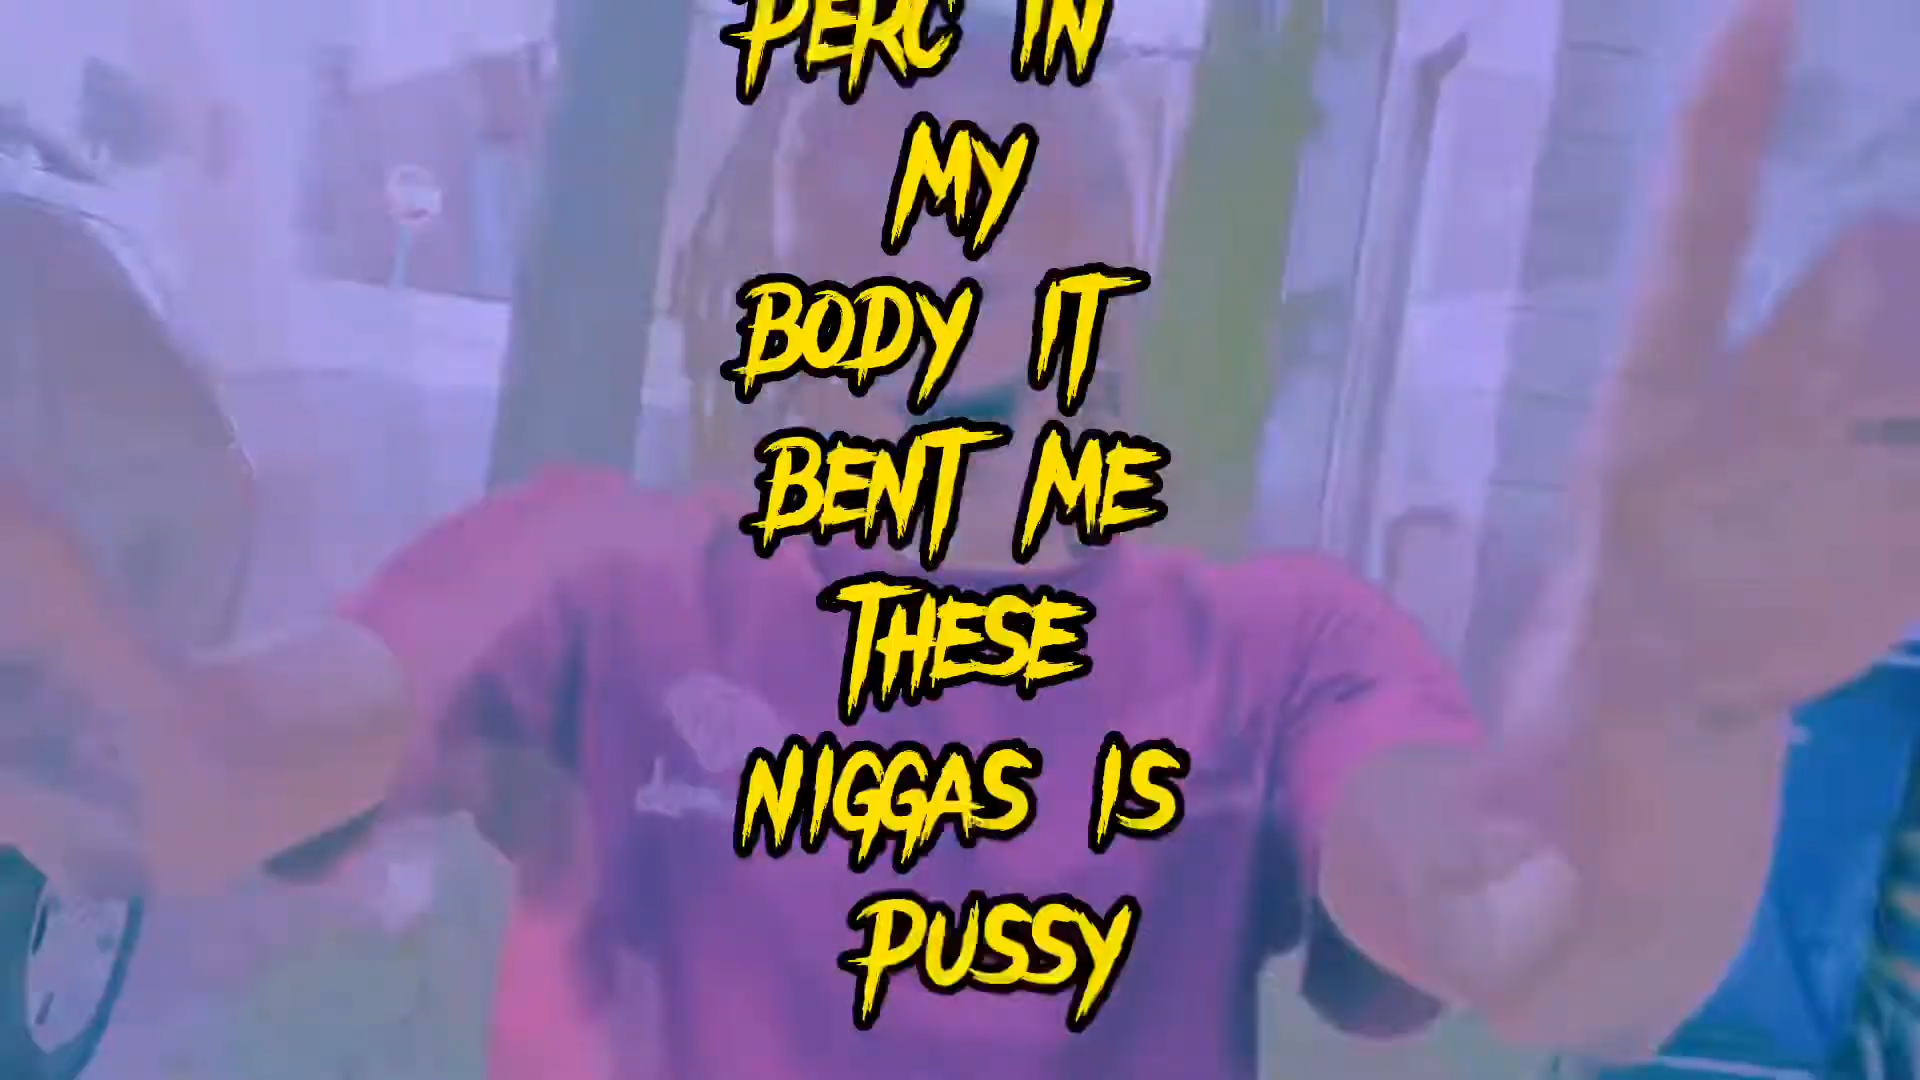 PERC IN
MY
BODY IT
BENT ME
THESE
NIGGAS IS
PUSSY